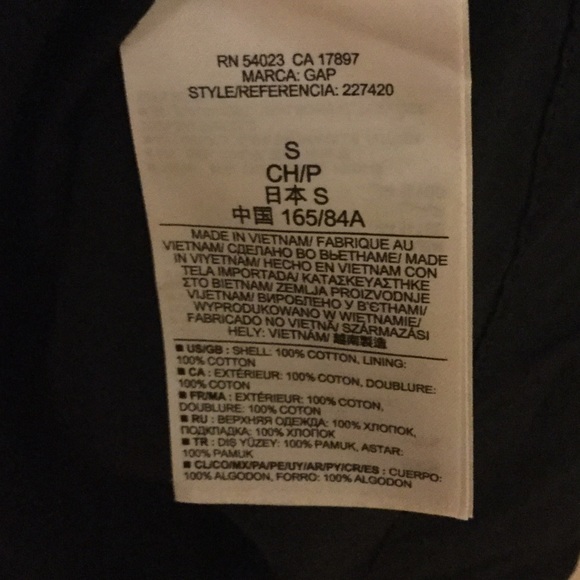 RN 54023 CA 17897
MARCA: GAP
STYLE/REFERENCIA: 227420
S
CH/P
日本 S
中国 165/84A
MADE IN VIETNAM/ FABRIQUE AU
VIETNAM/ СДЕЛАНО ВО ВЬЕТНАМЕ/ MADE
IN VIYETNAM/ HECHO EN VIETNAM CON
TELA IMPORTADA/ ΚΑΤΑΣΚΕΥΑΣΤΗΚΕ
ΣΤΟ ΒΙΕΤΝΑΜ/ ZEMLJA PROIZVODNJE
VIJETNAM/ ВИРОБЛЕНО У В'ЄТНАМІ/
WYPRODUKOWANO W WIETNAMIE/
FABRICADO NO VIETNÃ/ SZÁRMAZÁSI
HELY: VIETNÁM/ 越南製造
■ US/GB : SHELL: 100% COTTON, LINING:
100% COTTON
■ CA : EXTÉRIEUR: 100% COTON, DOUBLURE:
100% COTON
■ FR/MA : EXTÉRIEUR: 100% COTON,
DOUBLURE: 100% COTON
■ RU : ВЕРХНЯЯ ОДЕЖДА: 100% ХЛОПОК,
ПОДКЛАДКА: 100% ХЛОПОК
■ TR : DIŞ YÜZEY: 100% PAMUK, ASTAR:
100% PAMUK
■ CL/CO/MX/PA/PE/UY/AR/PY/CR/ES : CUERPO:
100% ALGODON, FORRO: 100% ALGODON